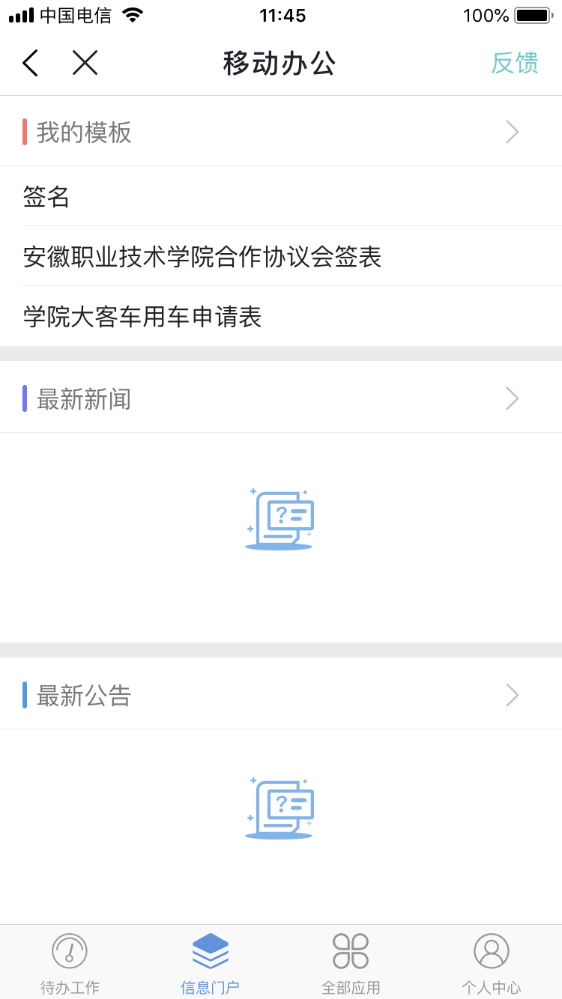 中国电信 11:45 100%
移动办公 反馈
我的模板
签名
安徽职业技术学院合作协议会签表
学院大客车用车申请表
最新新闻
?
最新公告
?
待办工作 信息门户 全部应用 个人中心